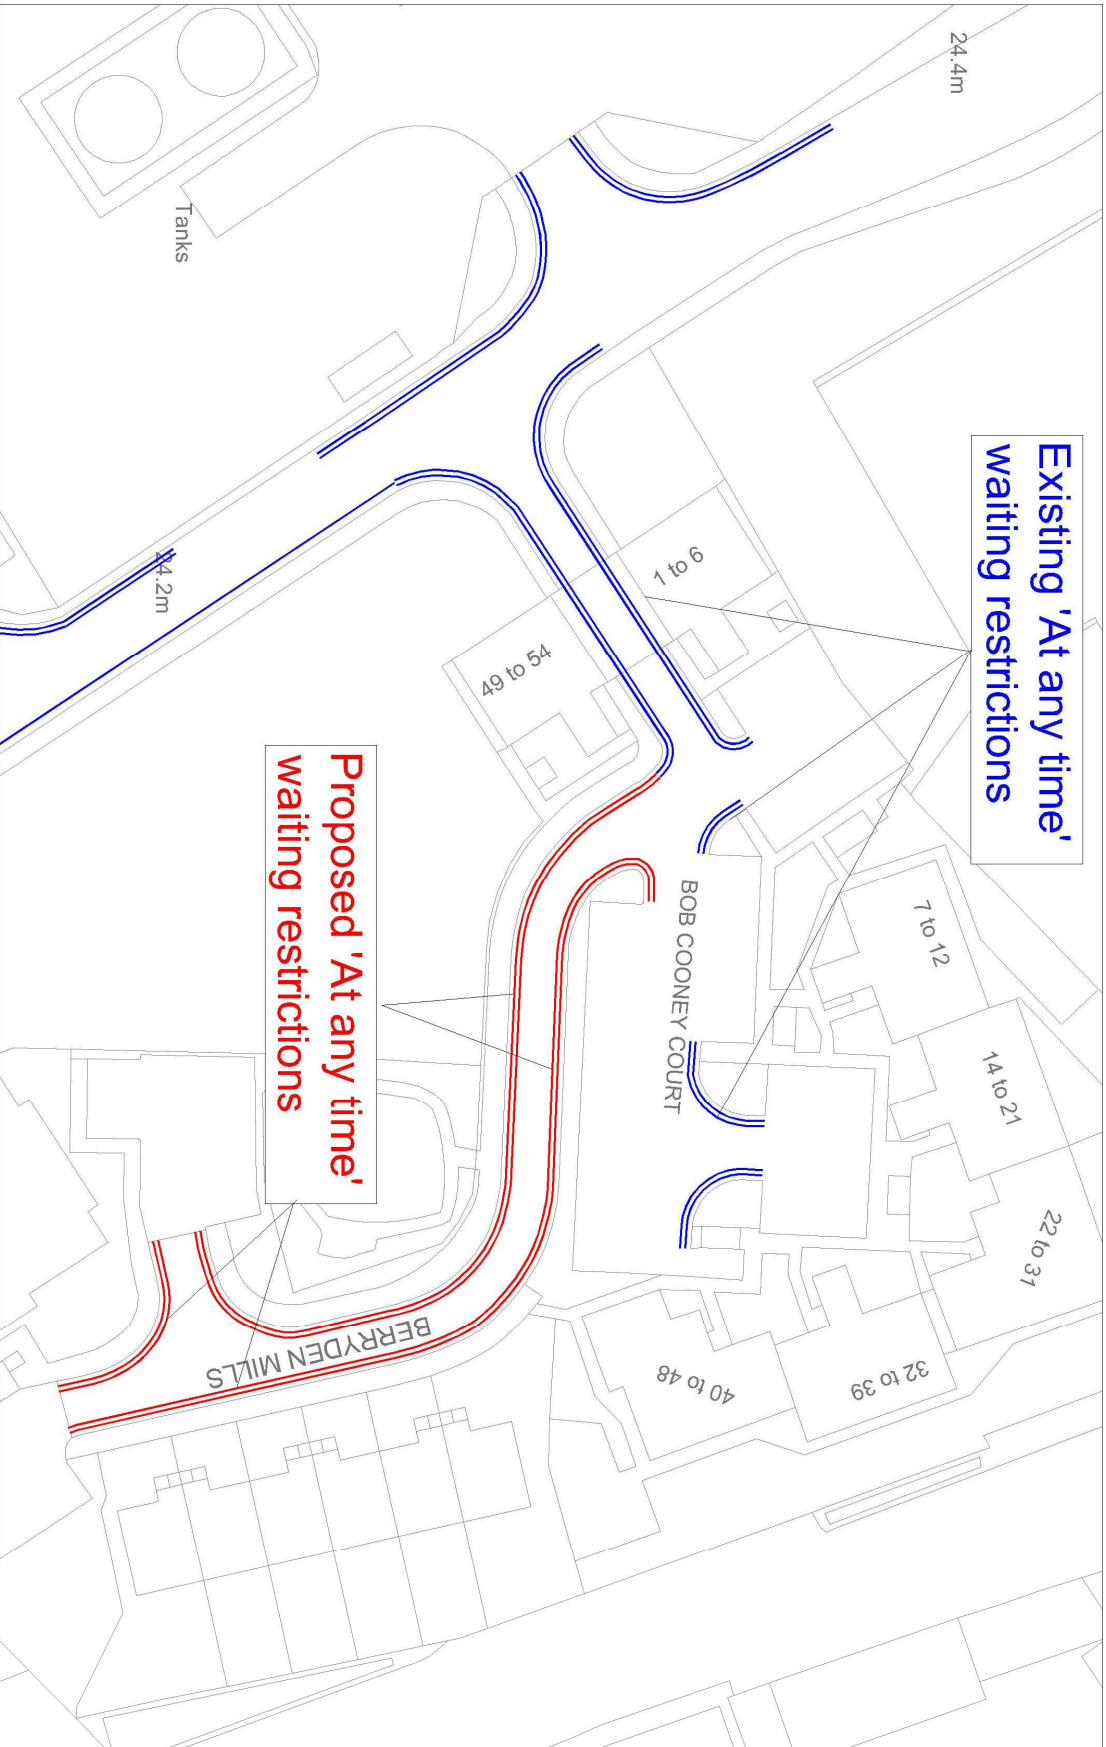 Existing 'At any time'
waiting restrictions
Proposed 'At any time'
waiting restrictions
24.4m
Tanks
24.2m
1 to 6
49 to 54
BOB COONEY COURT
7 to 12
14 to 21
22 to 31
32 to 39
40 to 48
BERRYDEN MILLS